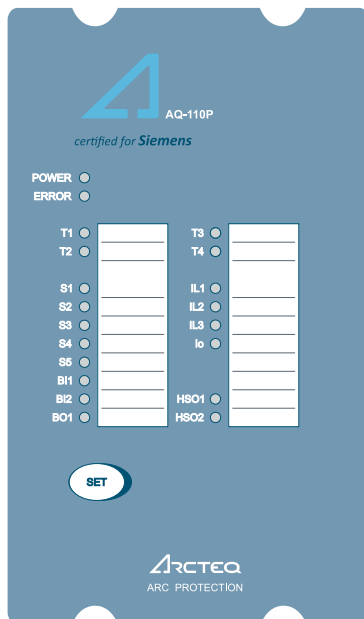 AQ-110P
certified for Siemens
POWER
ERROR
T1
T2
S1
S2
S3
S4
S5
BI1
BI2
BO1
T3
T4
IL1
IL2
IL3
Io
HSO1
HSO2
SET
ARCTEQ
ARC PROTECTION